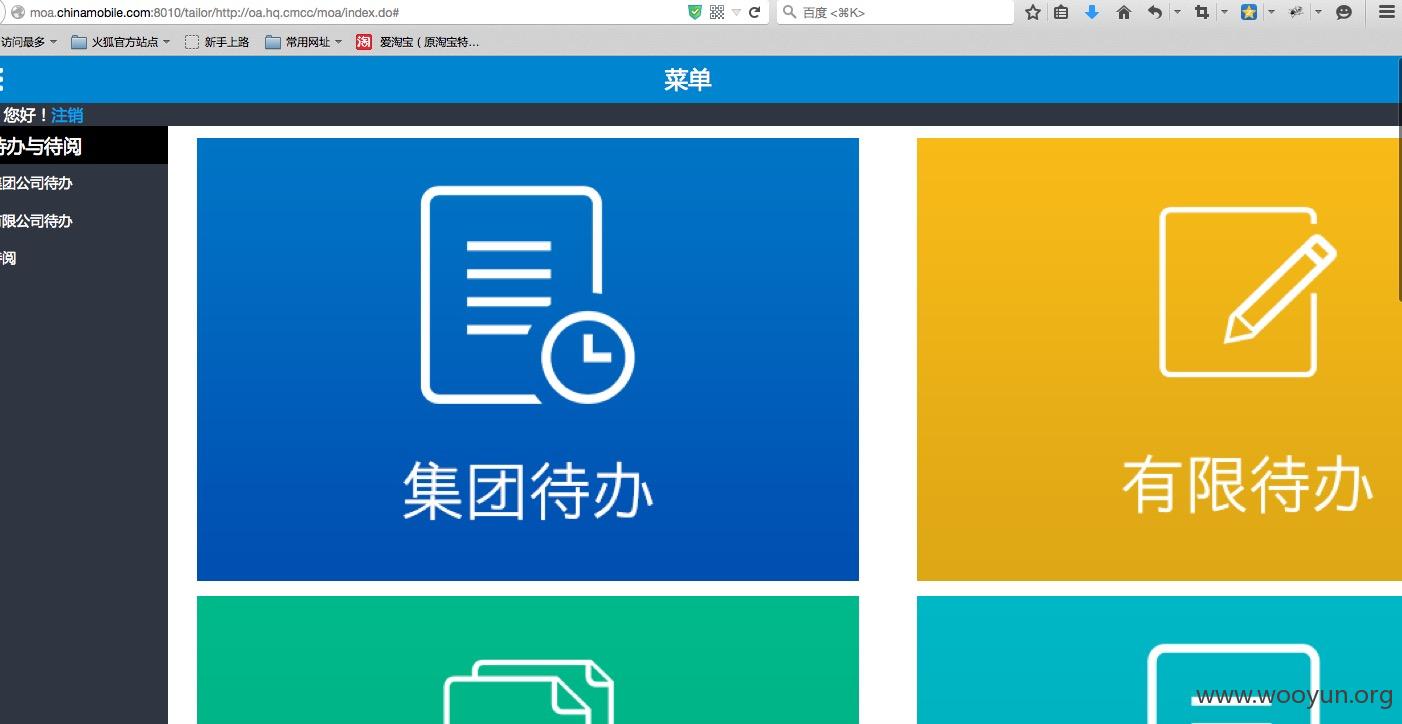 moa.chinamobile.com:8010/tailor/http://oa.hq.cmcc/moa/index.do#
百度 <⌘K>
访问最多
火狐官方站点
新手上路
常用网址
淘
爱淘宝（原淘宝特...
菜单
您好！注销
待办与待阅
集团公司待办
有限公司待办
待阅
集团待办
有限待办
www.wooyun.org